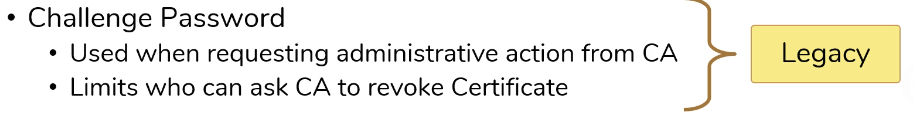 • Challenge Password
• Used when requesting administrative action from CA
• Limits who can ask CA to revoke Certificate
Legacy